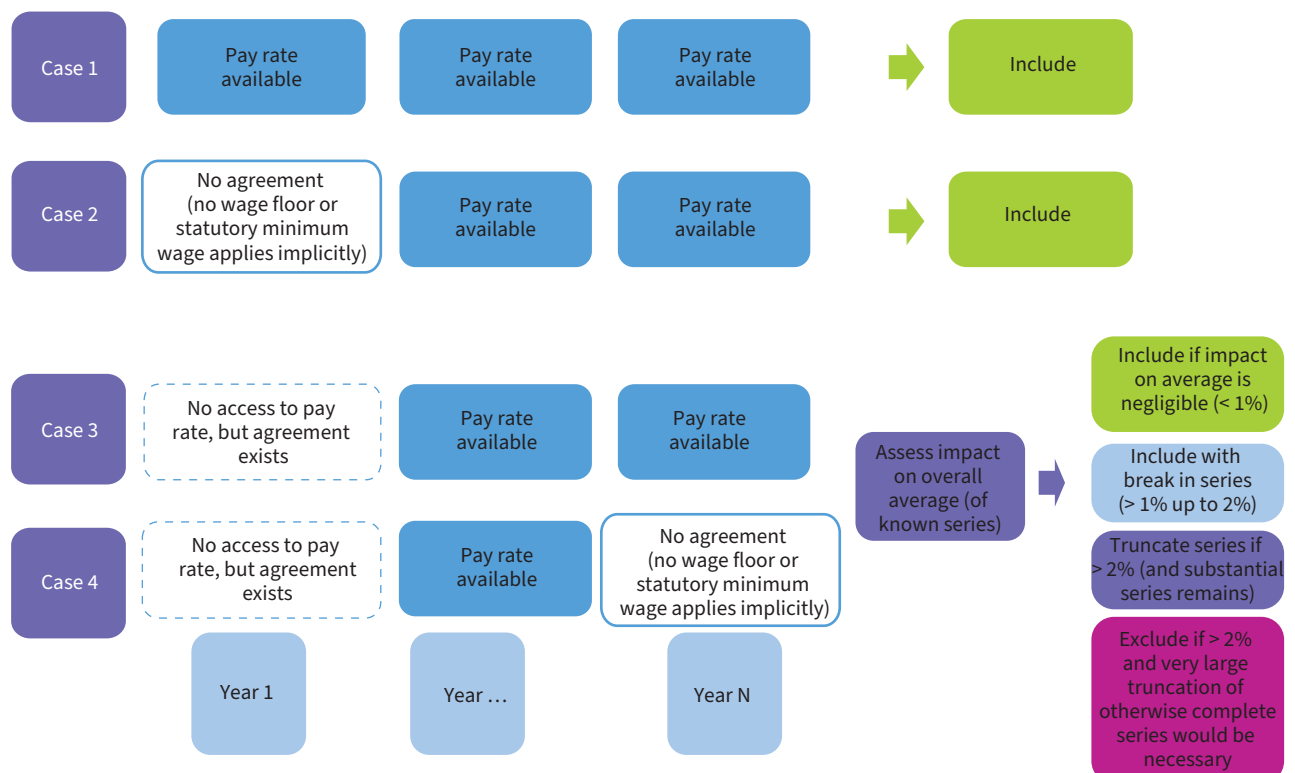 Case 1
Pay rate
available
Pay rate
available
Pay rate
available
Include
Case 2
No agreement
(no wage floor or
statutory minimum
wage applies implicitly)
Pay rate
available
Pay rate
available
Include
Case 3
No access to pay
rate, but agreement
exists
Pay rate
available
Pay rate
available
Case 4
No access to pay
rate, but agreement
exists
Pay rate
available
No agreement
(no wage floor or
statutory minimum
wage applies implicitly)
Year 1
Year …
Year N
Assess impact
on overall
average (of
known series)
Include if impact
on average is
negligible (< 1%)
Include with
break in series
(> 1% up to 2%)
Truncate series if
> 2% (and substantial
series remains)
Exclude if > 2%
and very large
truncation of
otherwise complete
series would be
necessary